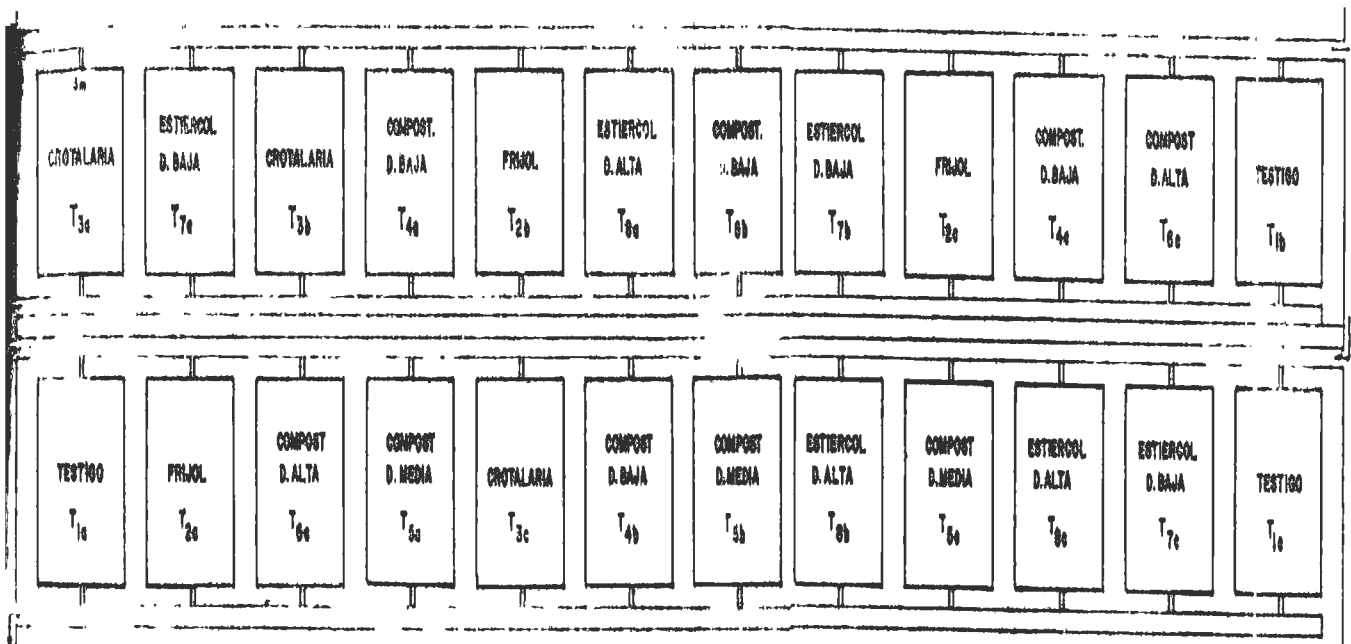 3m
CROTALARIA
T3a
ESTIERCOL
D. BAJA
T7a
CROTALARIA
T3b
COMPOST.
D. BAJA
T4a
FRIJOL
T2b
ESTIERCOL
D. ALTA
T8a
COMPOST.
BAJA
T6b
ESTIERCOL
D. BAJA
T7b
FRIJOL
T2c
COMPOST.
D. BAJA
T4c
COMPOST
D. ALTA
T6c
TESTIGO
T1b
TESTIGO
T1a
FRIJOL
T2a
COMPOST
D. ALTA
T6a
COMPOST
D. MEDIA
T5a
CROTALARIA
T3c
COMPOST
D. BAJA
T4b
COMPOST
D. MEDIA
T5b
ESTIERCOL
D. ALTA
T8b
COMPOST
D. MEDIA
T5c
ESTIERCOL
D. ALTA
T8c
ESTIERCOL
D. BAJA
T7c
TESTIGO
T1c